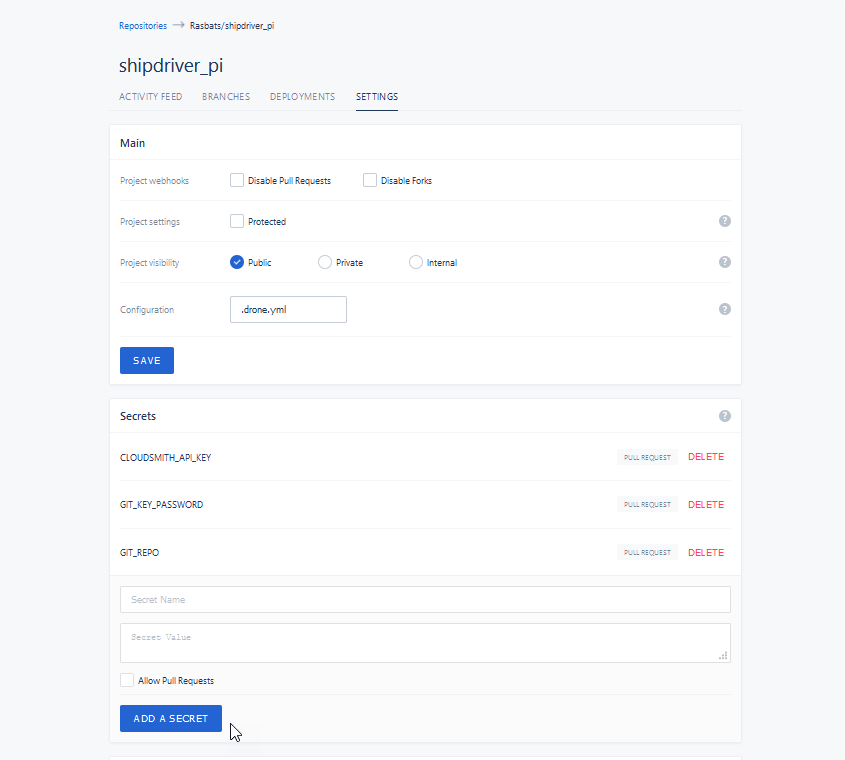 Repositories → Rasbats/shipdriver_pi
shipdriver_pi
ACTIVITY FEED BRANCHES DEPLOYMENTS SETTINGS
Main
Project webhooks Disable Pull Requests Disable Forks
Project settings Protected ?
Project visibility Public Private Internal ?
Configuration .drone.yml ?
SAVE
Secrets ?
CLOUDSMITH_API_KEY PULL REQUEST DELETE
GIT_KEY_PASSWORD PULL REQUEST DELETE
GIT_REPO PULL REQUEST DELETE
Secret Name
Secret Value
Allow Pull Requests
ADD A SECRET